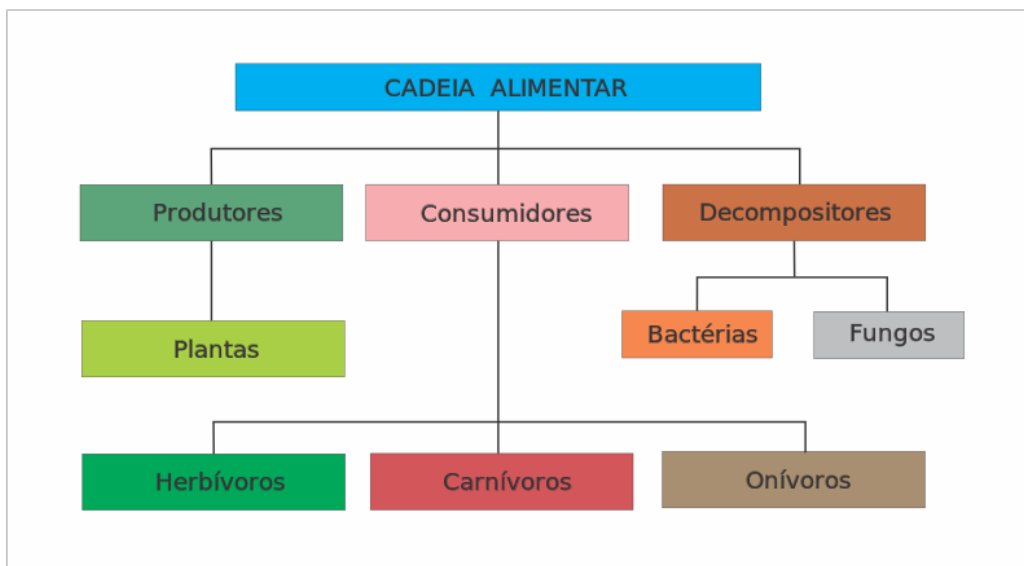 CADEIA ALIMENTAR
Produtores
Consumidores
Decompositores
Plantas
Bactérias
Fungos
Herbívoros
Carnívoros
Onívoros